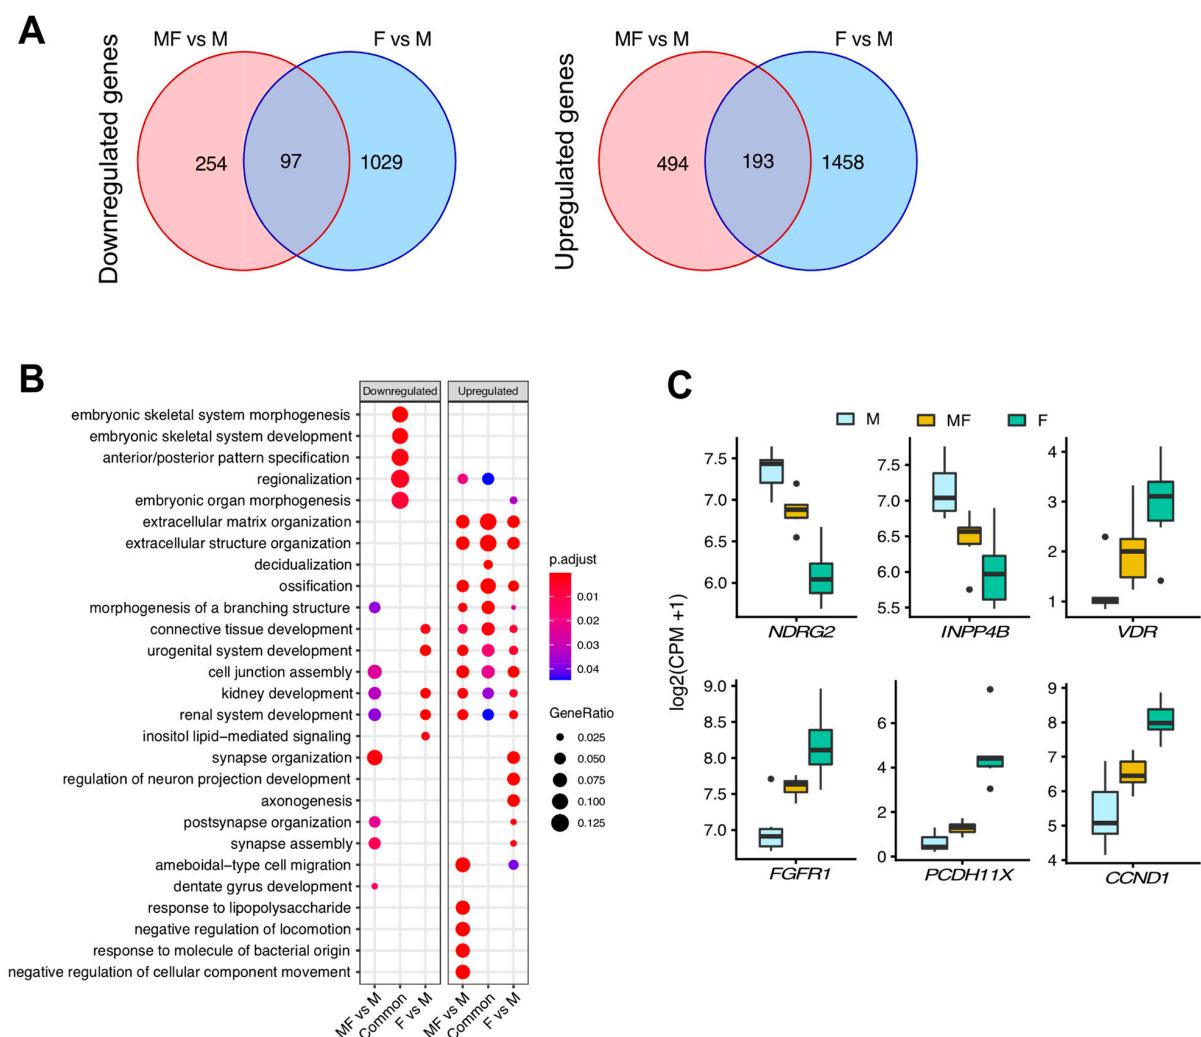 A
Downregulated genes
MF vs M
F vs M
254
97
1029
Upregulated genes
MF vs M
F vs M
494
193
1458
B
Downregulated
Upregulated
embryonic skeletal system morphogenesis
embryonic skeletal system development
anterior/posterior pattern specification
regionalization
embryonic organ morphogenesis
extracellular matrix organization
extracellular structure organization
decidualization
ossification
morphogenesis of a branching structure
connective tissue development
urogenital system development
cell junction assembly
kidney development
renal system development
inositol lipid−mediated signaling
synapse organization
regulation of neuron projection development
axonogenesis
postsynapse organization
synapse assembly
ameboidal−type cell migration
dentate gyrus development
response to lipopolysaccharide
negative regulation of locomotion
response to molecule of bacterial origin
negative regulation of cellular component movement
MF vs M
Common
F vs M
MF vs M
Common
F vs M
p.adjust
0.01
0.02
0.03
0.04
GeneRatio
0.025
0.050
0.075
0.100
0.125
C
M
MF
F
log2(CPM +1)
7.5
7.0
6.5
6.0
NDRG2
7.5
7.0
6.5
6.0
5.5
INPP4B
4
3
2
1
VDR
9.0
8.5
8.0
7.5
7.0
FGFR1
6
4
2
0
PCDH11X
9
8
7
6
5
4
CCND1